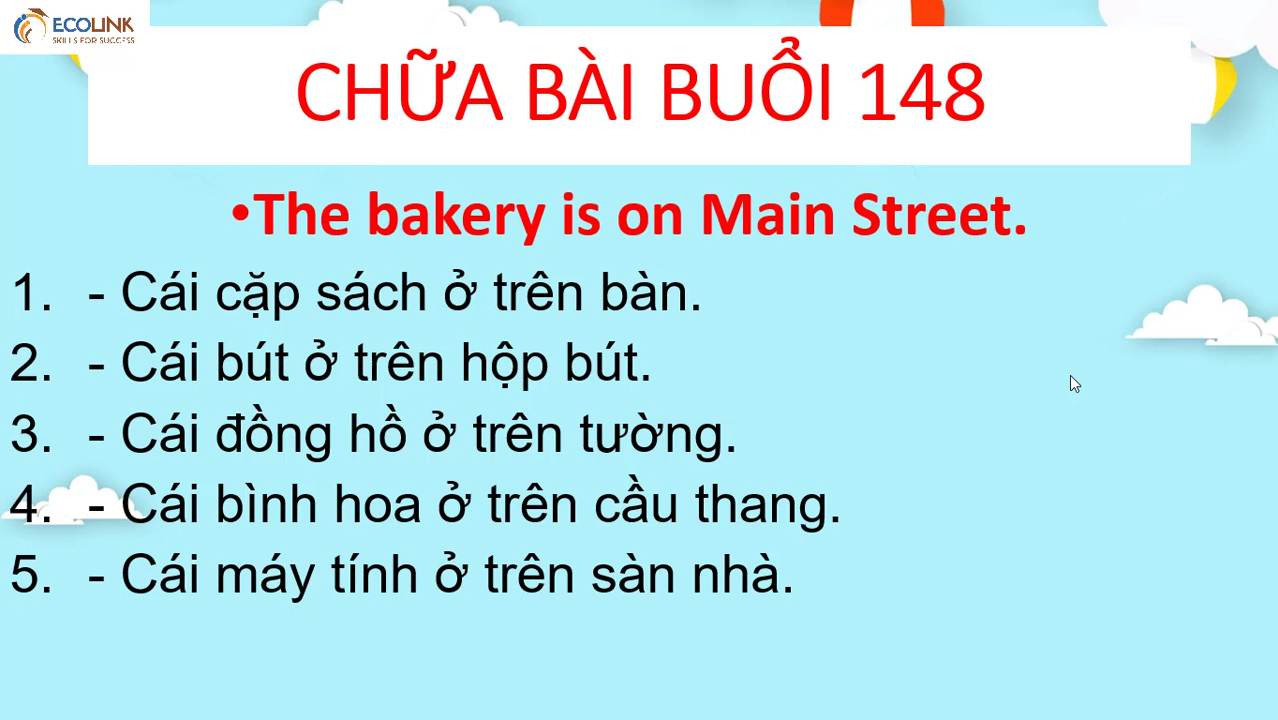 ECOLINK
SKILLS FOR SUCCESS
CHỮA BÀI BUỔI 148
•The bakery is on Main Street.
1. - Cái cặp sách ở trên bàn.
2. - Cái bút ở trên hộp bút.
3. - Cái đồng hồ ở trên tường.
4. - Cái bình hoa ở trên cầu thang.
5. - Cái máy tính ở trên sàn nhà.